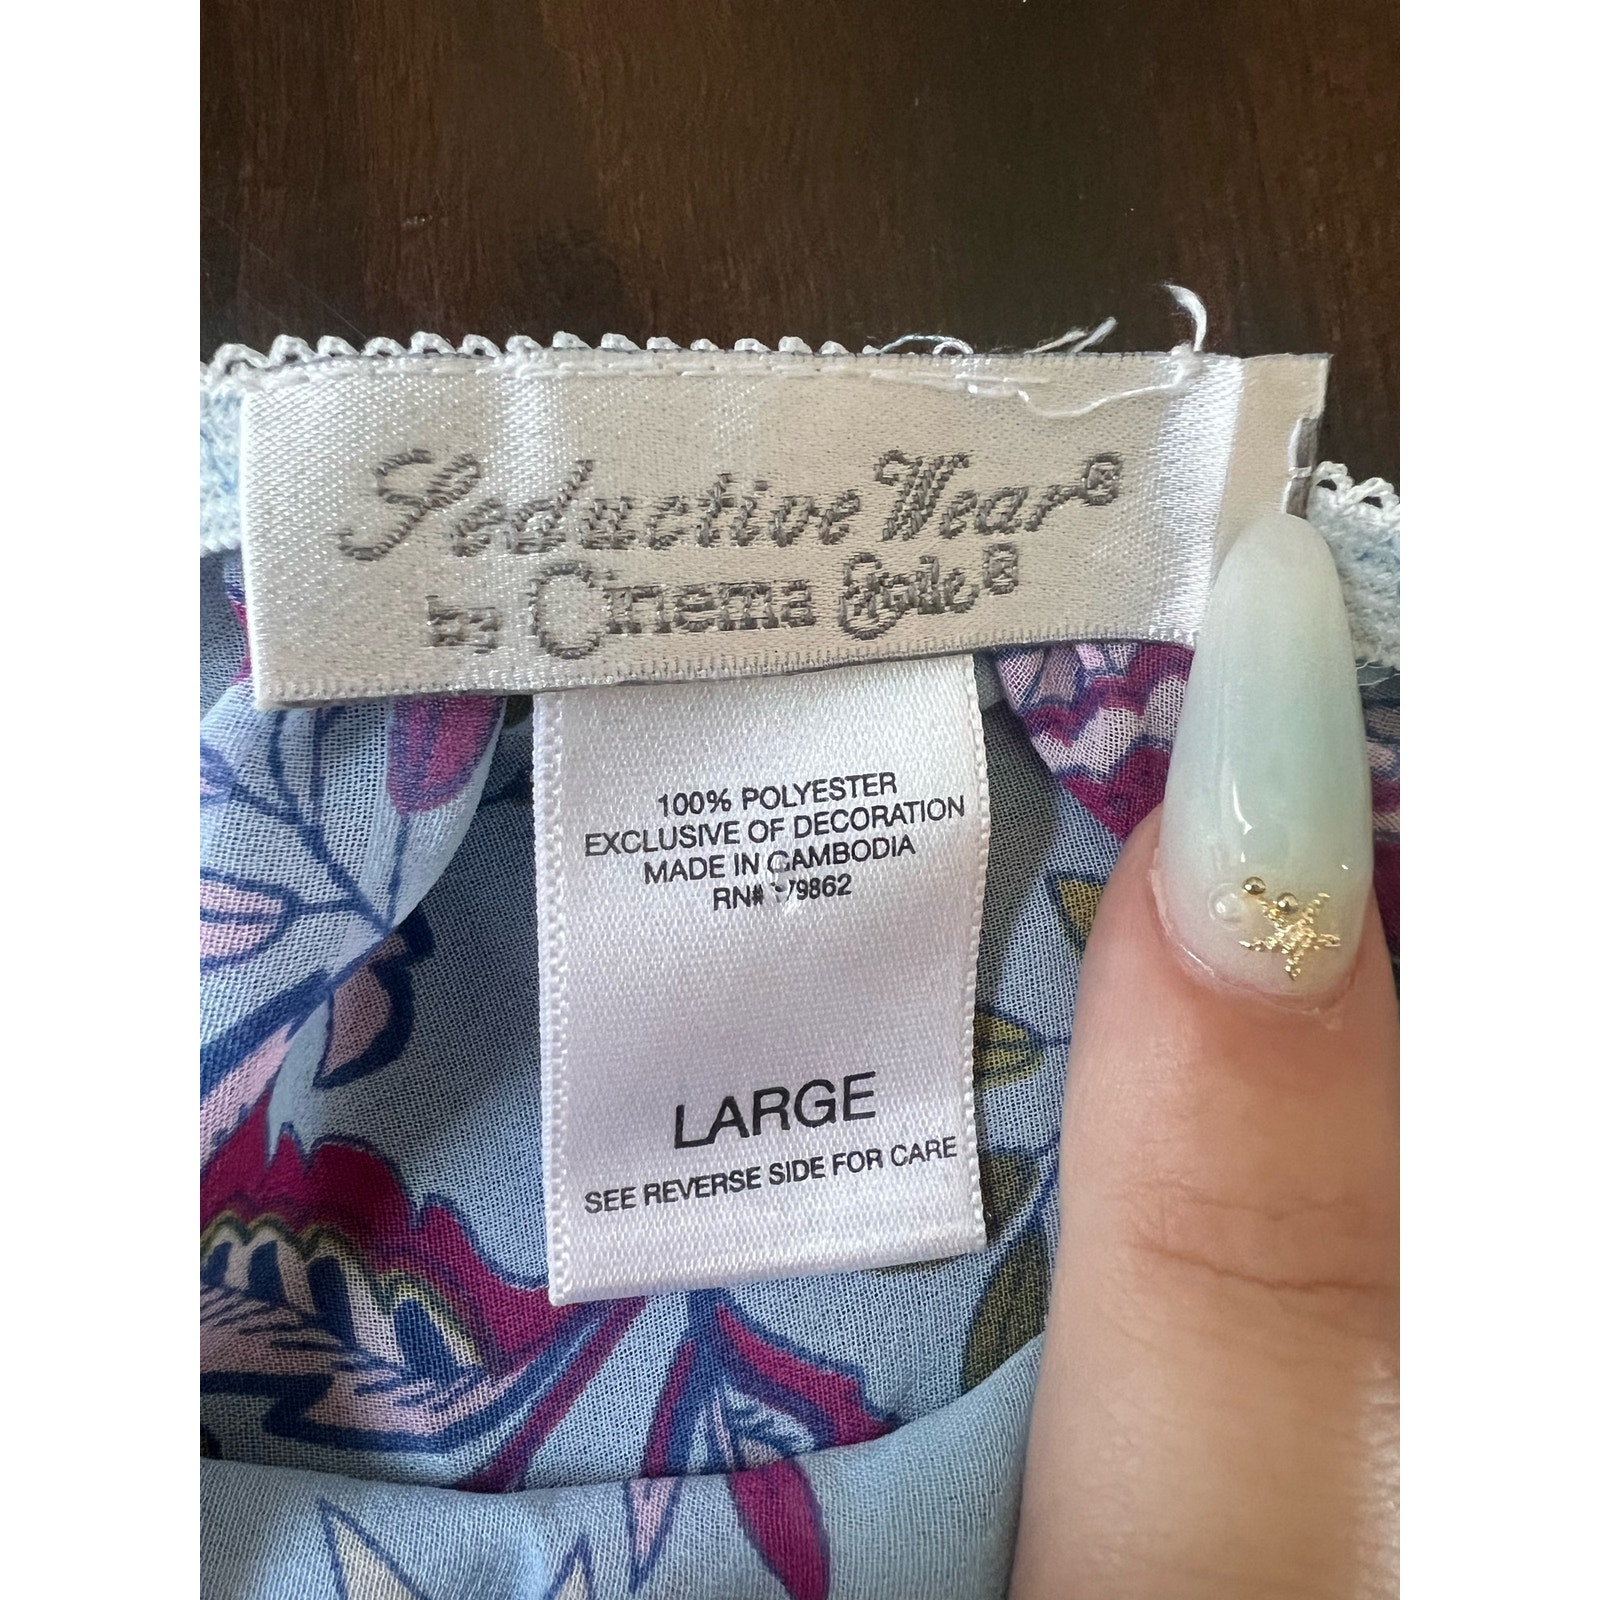 Seductive Wear®
by Cinema Etoile®
100% POLYESTER
EXCLUSIVE OF DECORATION
MADE IN CAMBODIA
RN#
LARGE
SEE REVERSE SIDE FOR CARE